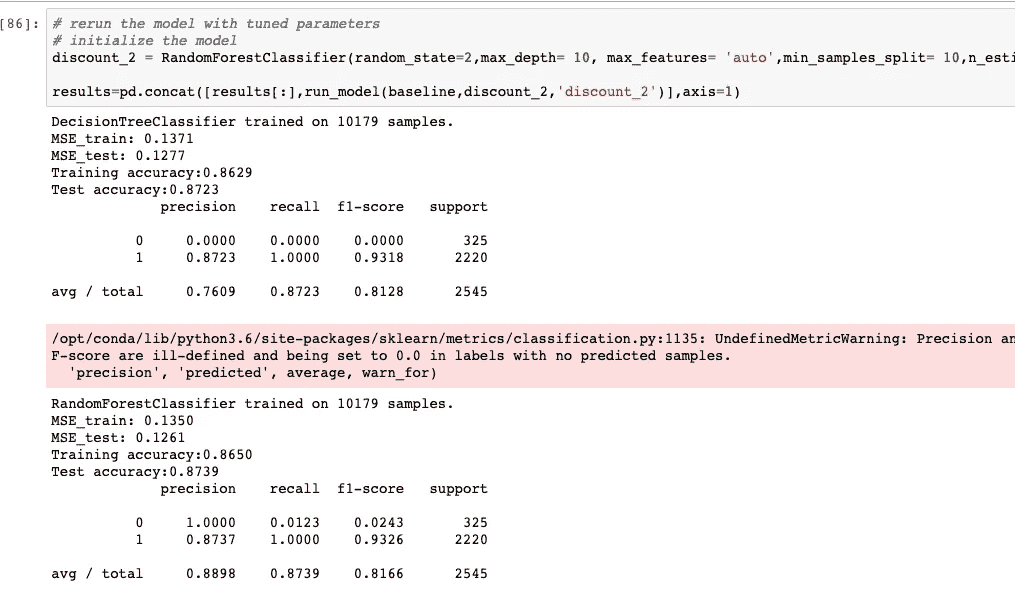 [86]: # rerun the model with tuned parameters
# initialize the model
discount_2 = RandomForestClassifier(random_state=2,max_depth= 10, max_features= 'auto',min_samples_split= 10,n_esti
results=pd.concat([results[:],run_model(baseline,discount_2,'discount_2')],axis=1)
DecisionTreeClassifier trained on 10179 samples.
MSE_train: 0.1371
MSE_test: 0.1277
Training accuracy:0.8629
Test accuracy:0.8723
precision recall f1-score support
0 0.0000 0.0000 0.0000 325
1 0.8723 1.0000 0.9318 2220
avg / total 0.7609 0.8723 0.8128 2545
/opt/conda/lib/python3.6/site-packages/sklearn/metrics/classification.py:1135: UndefinedMetricWarning: Precision an
F-score are ill-defined and being set to 0.0 in labels with no predicted samples.
'precision', 'predicted', average, warn_for)
RandomForestClassifier trained on 10179 samples.
MSE_train: 0.1350
MSE_test: 0.1261
Training accuracy:0.8650
Test accuracy:0.8739
precision recall f1-score support
0 1.0000 0.0123 0.0243 325
1 0.8737 1.0000 0.9326 2220
avg / total 0.8898 0.8739 0.8166 2545